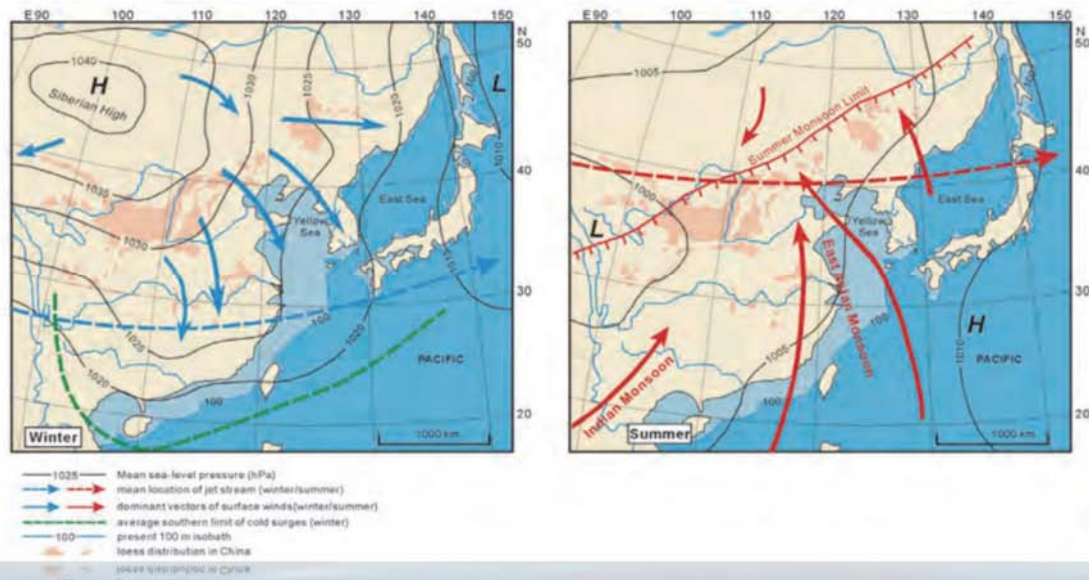 E 90 100 110 120 130 140 150
N
50
1040
H
Siberian High
1030
1025
1020
1015
1010
L
40
1035
1030
East Sea
Yellow
Sea
1015
30
1025
100
1020
1020
PACIFIC
100
20
Winter
1000 km
E 90 100 110 120 130 140 150
N
50
1005
Summer Monsoon Limit
40
1000
L
East Sea
Yellow
Sea
30
East Asian Monsoon
100
H
1005
1010
PACIFIC
Indian Monsoon
100
20
Summer
1000 km
1025 Mean sea-level pressure (hPa)
mean location of jet stream (winter/summer)
dominant vectors of surface winds(winter/summer)
average southern limit of cold surges (winter)
100 present 100 m isobath
loess distribution in China